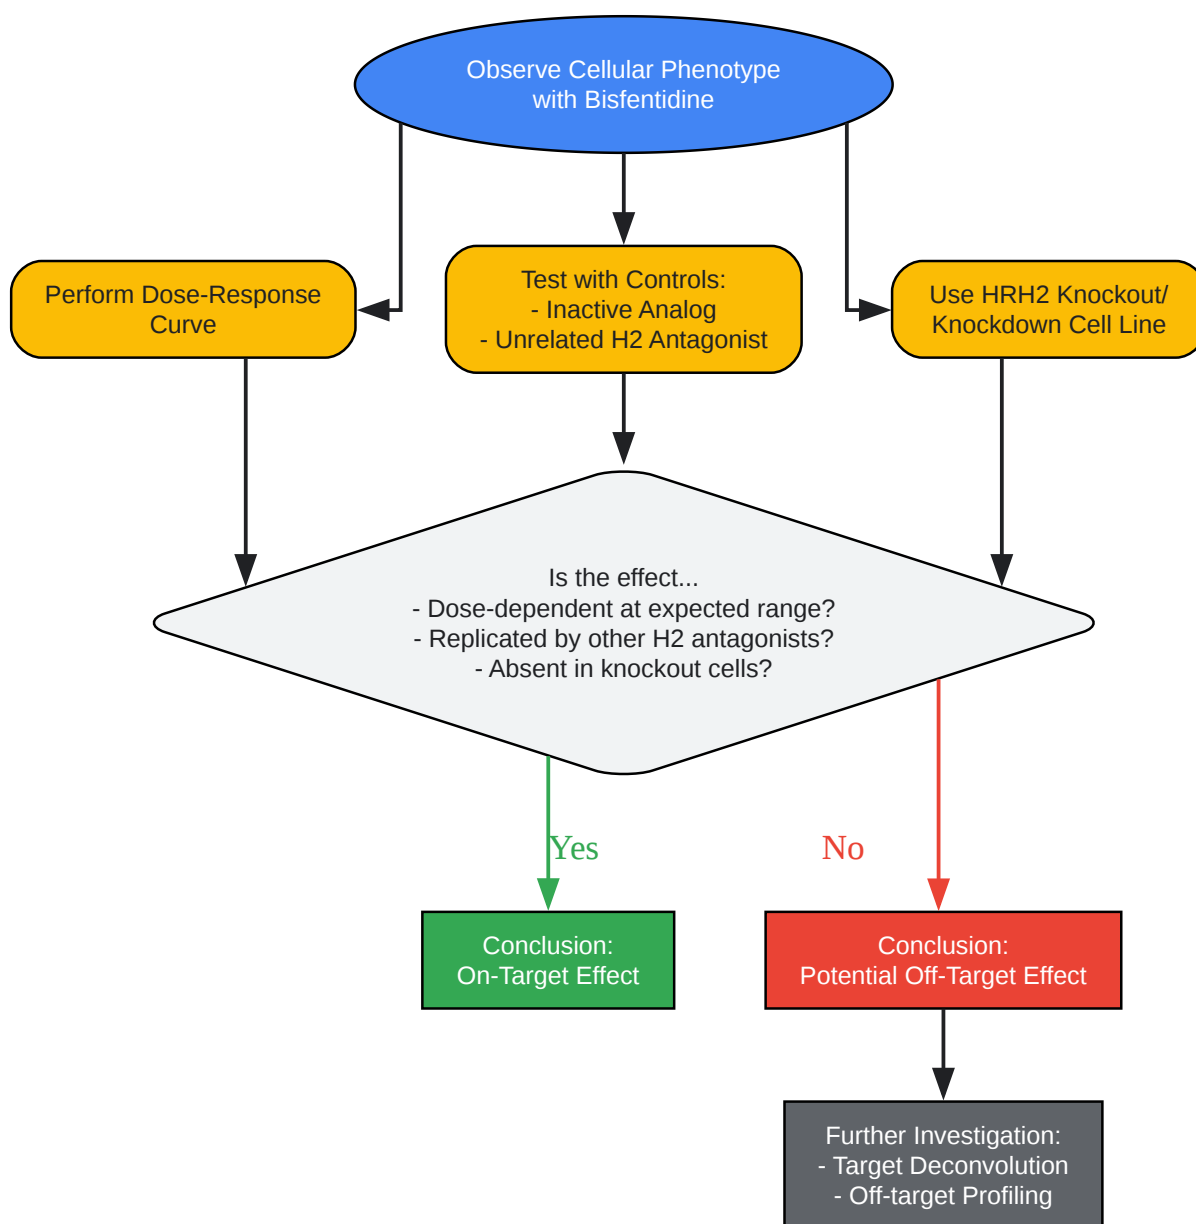 Observe Cellular Phenotype
with Bisfentidine
Perform Dose-Response
Curve
Test with Controls:
- Inactive Analog
- Unrelated H2 Antagonist
Use HRH2 Knockout/
Knockdown Cell Line
Is the effect...
- Dose-dependent at expected range?
- Replicated by other H2 antagonists?
- Absent in knockout cells?
Yes
No
Conclusion:
On-Target Effect
Conclusion:
Potential Off-Target Effect
Further Investigation:
- Target Deconvolution
- Off-target Profiling